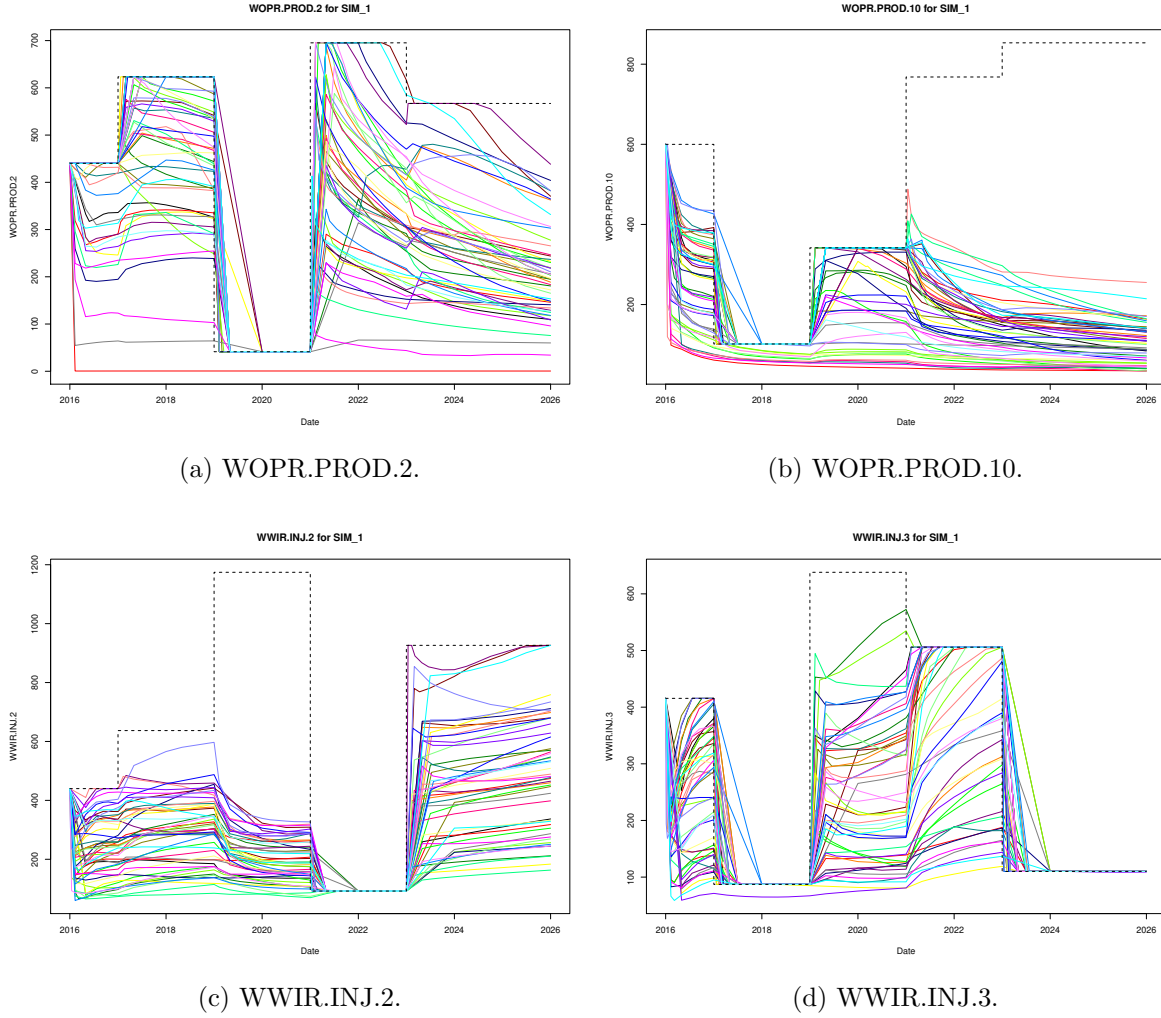 WOPR.PROD.2 for SIM_1
WOPR.PROD.2
700
600
500
400
300
200
100
0
2016 2018 2020 2022 2024 2026
Date
(a) WOPR.PROD.2.
WOPR.PROD.10 for SIM_1
WOPR.PROD.10
800
600
400
200
2016 2018 2020 2022 2024 2026
Date
(b) WOPR.PROD.10.
WWIR.INJ.2 for SIM_1
WWIR.INJ.2
1200
1000
800
600
400
200
2016 2018 2020 2022 2024 2026
Date
(c) WWIR.INJ.2.
WWIR.INJ.3 for SIM_1
WWIR.INJ.3
600
500
400
300
200
100
2016 2018 2020 2022 2024 2026
Date
(d) WWIR.INJ.3.